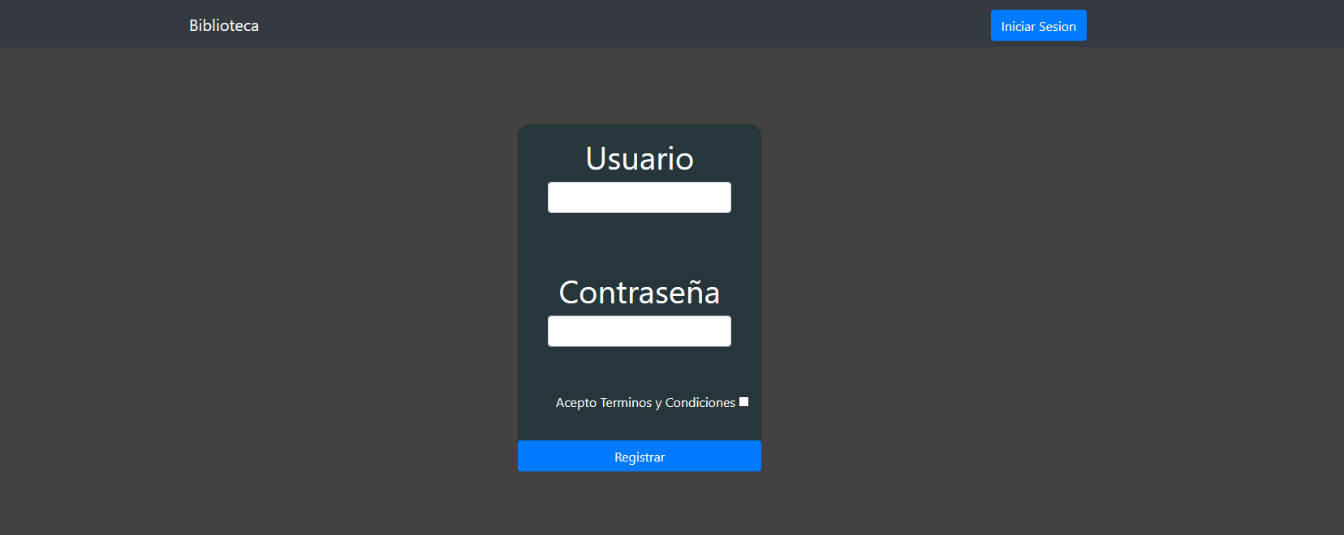 Biblioteca
Iniciar Sesion
Usuario
Contraseña
Acepto Terminos y Condiciones
Registrar